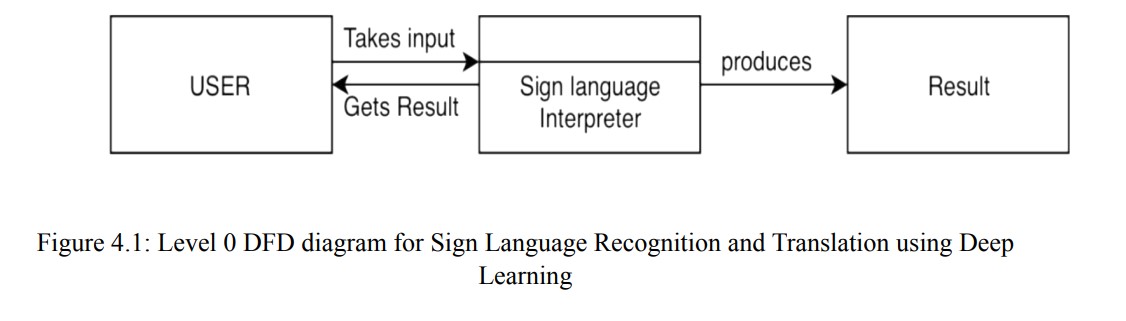 Takes input
USER
Gets Result
Sign language
Interpreter
produces
Result
Figure 4.1: Level 0 DFD diagram for Sign Language Recognition and Translation using Deep
Learning